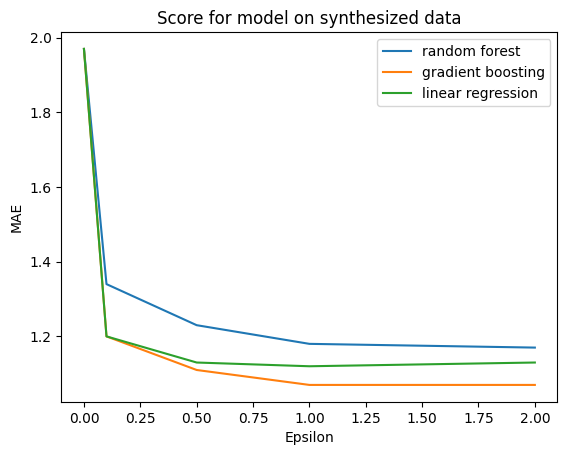 Score for model on synthesized data
random forest
gradient boosting
linear regression
MAE
2.0
1.8
1.6
1.4
1.2
0.00 0.25 0.50 0.75 1.00 1.25 1.50 1.75 2.00
Epsilon